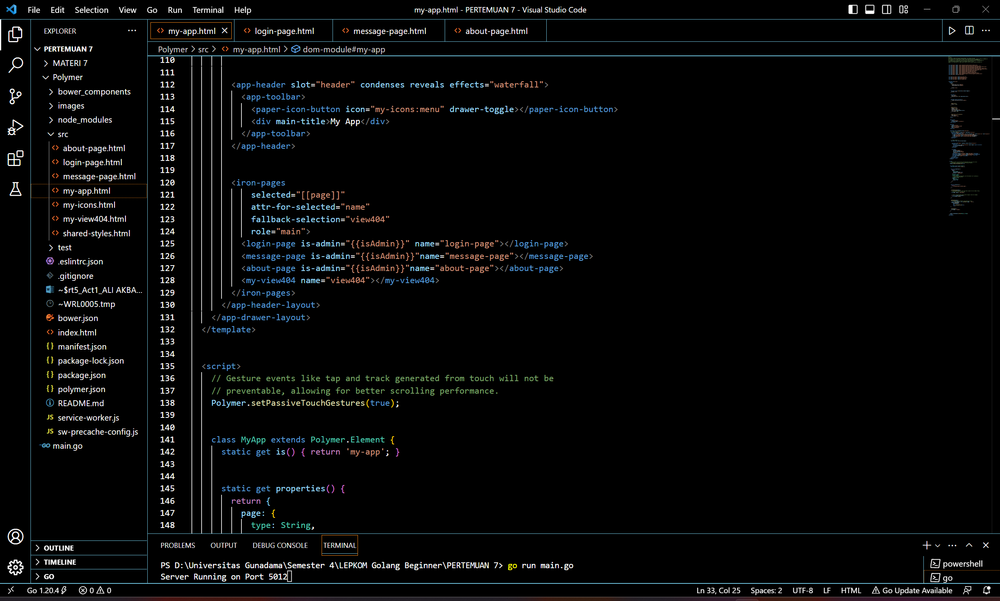 File Edit Selection View Go Run Terminal Help
my-app.html - PERTEMUAN 7 - Visual Studio Code
EXPLORER
PERTEMUAN 7
MATERI 7
Polymer
bower_components
images
node_modules
src
about-page.html
login-page.html
message-page.html
my-app.html
my-icons.html
my-view404.html
shared-styles.html
test
.eslintrc.json
.gitignore
~$rt5_Act1_ALI AKBA...
~WRL0005.tmp
bower.json
index.html
manifest.json
package-lock.json
package.json
polymer.json
README.md
service-worker.js
sw-precache-config.js
main.go
OUTLINE
TIMELINE
GO
my-app.html login-page.html message-page.html about-page.html
Polymer > src > my-app.html > dom-module#my-app
110
111
112 <app-header slot="header" condenses reveals effects="waterfall">
113 <app-toolbar>
114 <paper-icon-button icon="my-icons:menu" drawer-toggle></paper-icon-button>
115 <div main-title>My App</div>
116 </app-toolbar>
117 </app-header>
118
119
120 <iron-pages
121 selected="[[page]]"
122 attr-for-selected="name"
123 fallback-selection="view404"
124 role="main">
125 <login-page is-admin="{{isAdmin}}" name="login-page"></login-page>
126 <message-page is-admin="{{isAdmin}}"name="message-page"></message-page>
127 <about-page is-admin="{{isAdmin}}"name="about-page"></about-page>
128 <my-view404 name="view404"></my-view404>
129 </iron-pages>
130 </app-header-layout>
131 </app-drawer-layout>
132 </template>
133
134
135 <script>
136 // Gesture events like tap and track generated from touch will not be
137 // preventable, allowing for better scrolling performance.
138 Polymer.setPassiveTouchGestures(true);
139
140
141 class MyApp extends Polymer.Element {
142 static get is() { return 'my-app'; }
143
144
145 static get properties() {
146 return {
147 page: {
148 type: String,
PROBLEMS OUTPUT DEBUG CONSOLE TERMINAL
PS D:\Universitas Gunadama\Semester 4\LEPKOM Golang Beginner\PERTEMUAN 7> go run main.go
Server Running on Port 5012
powershell
go
Go 1.20.4 0 0
Ln 33, Col 25 Spaces: 2 UTF-8 LF HTML Go Update Available